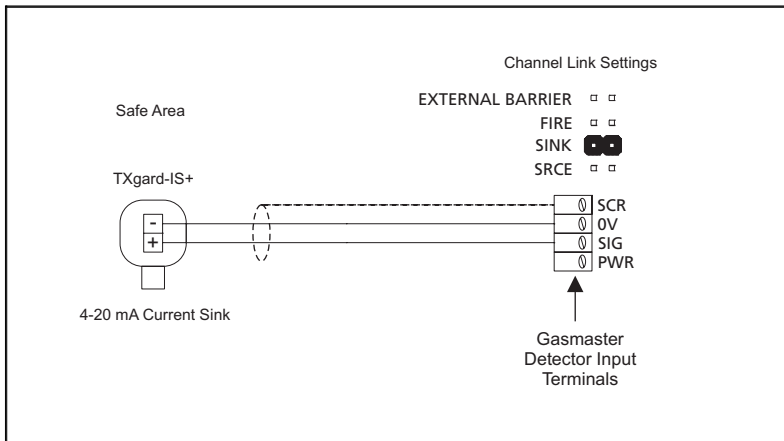 Channel Link Settings
EXTERNAL BARRIER
Safe Area
FIRE
SINK
SRCE
TXgard-IS+
SCR
-
0V
+
SIG
PWR
4-20 mA Current Sink
Gasmaster
Detector Input
Terminals